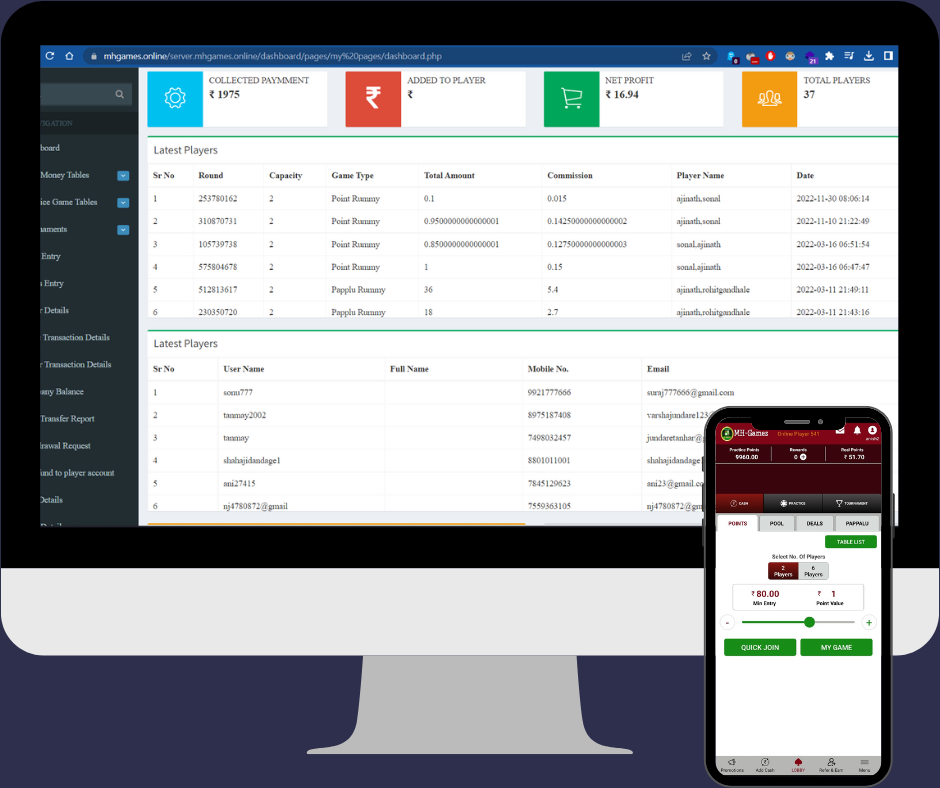 mhgames.online/server.mhgames.online/dashboard/pages/my%20pages/dashboard.php
6
21
COLLECTED PAYMMENT
₹ 1975
ADDED TO PLAYER
₹
NET PROFIT
₹ 16.94
TOTAL PLAYERS
37
IGATION
board
Money Tables
ice Game Tables
naments
Entry
Entry
Details
Transaction Details
Transaction Details
any Balance
Transfer Report
rawal Request
und to player account
Details
Latest Players
Sr No Round Capacity Game Type Total Amount Commission Player Name Date
1 253780162 2 Point Rummy 0.1 0.015 ajinath,sonal 2022-11-30 08:06:14
2 310870731 2 Point Rummy 0.9500000000000001 0.14250000000000002 ajinath,sonal 2022-11-10 21:22:49
3 105739738 2 Point Rummy 0.8500000000000001 0.12750000000000003 sonal,ajinath 2022-03-16 06:51:54
4 575804678 2 Point Rummy 1 0.15 sonal,ajinath 2022-03-16 06:47:47
5 512813617 2 Papplu Rummy 36 5.4 ajinath,rohitgandhale 2022-03-11 21:49:11
6 230350720 2 Papplu Rummy 18 2.7 ajinath,rohitgandhale 2022-03-11 21:43:16
Latest Players
Sr No User Name Full Name Mobile No. Email
1 sonu777 9921777666 suraj777666@gmail.com
2 tanmay2002 8975187408 varshajundare123
3 tanmay 7498032457 jundaretanhar@g
4 shahajidandage1 8801011001 shahajidandage
5 ani27415 7845129623 ani23@gmail.co
6 nj4780872@gmail 7559363105 nj4780872@gm
MH-Games Online Player 541
Practice Points Rewards Real Points
9960.00 0 ₹ 51.70
CASH PRACTICE TOURNAMENT
POINTS POOL DEALS PAPPALU
TABLE LIST
Select No. Of Players
2 6
Players Players
₹ 80.00 ₹ 1
Min Entry Point Value
- +
QUICK JOIN MY GAME
Promotions Add Cash LOBBY Refer & Earn Menu